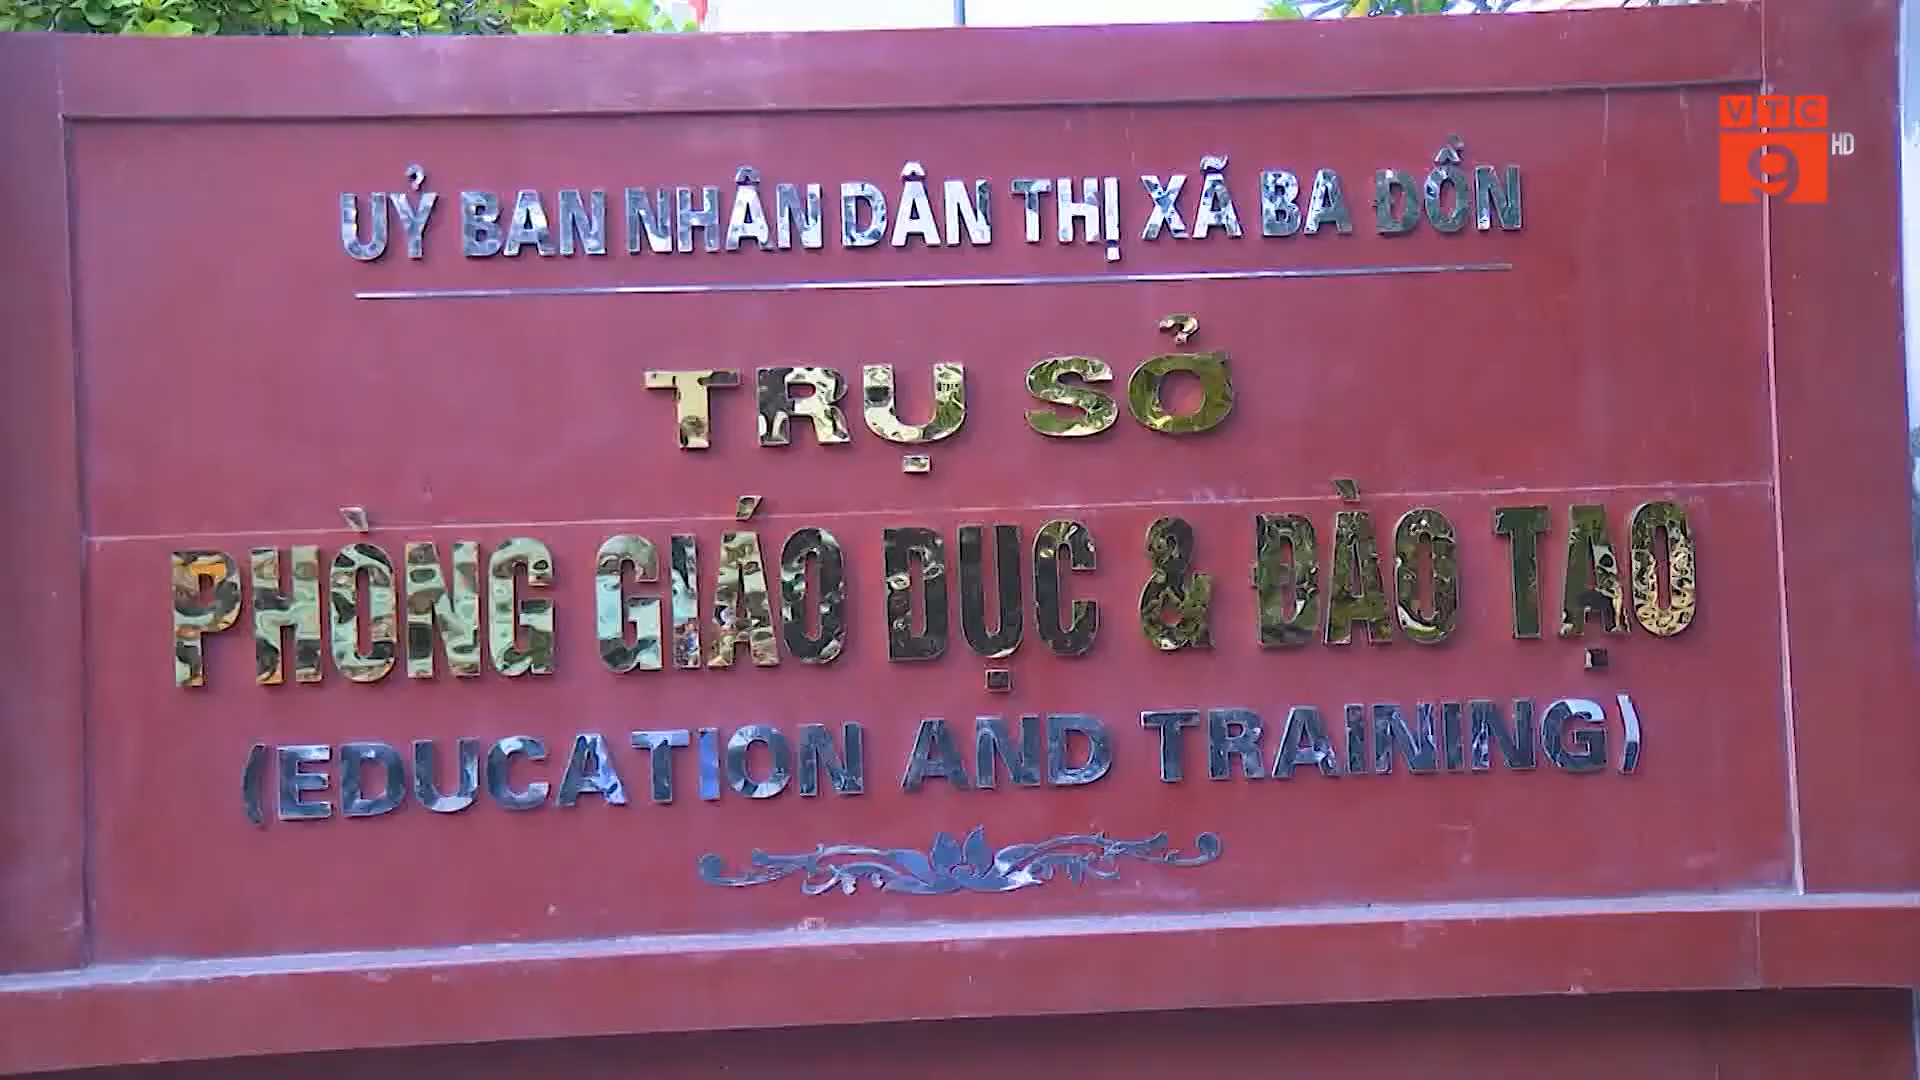 VTC
9 HD
UỶ BAN NHÂN DÂN THỊ XÃ BA ĐỒN
TRỤ SỞ
PHÒNG GIÁO DỤC & ĐÀO TẠO
(EDUCATION AND TRAINING)